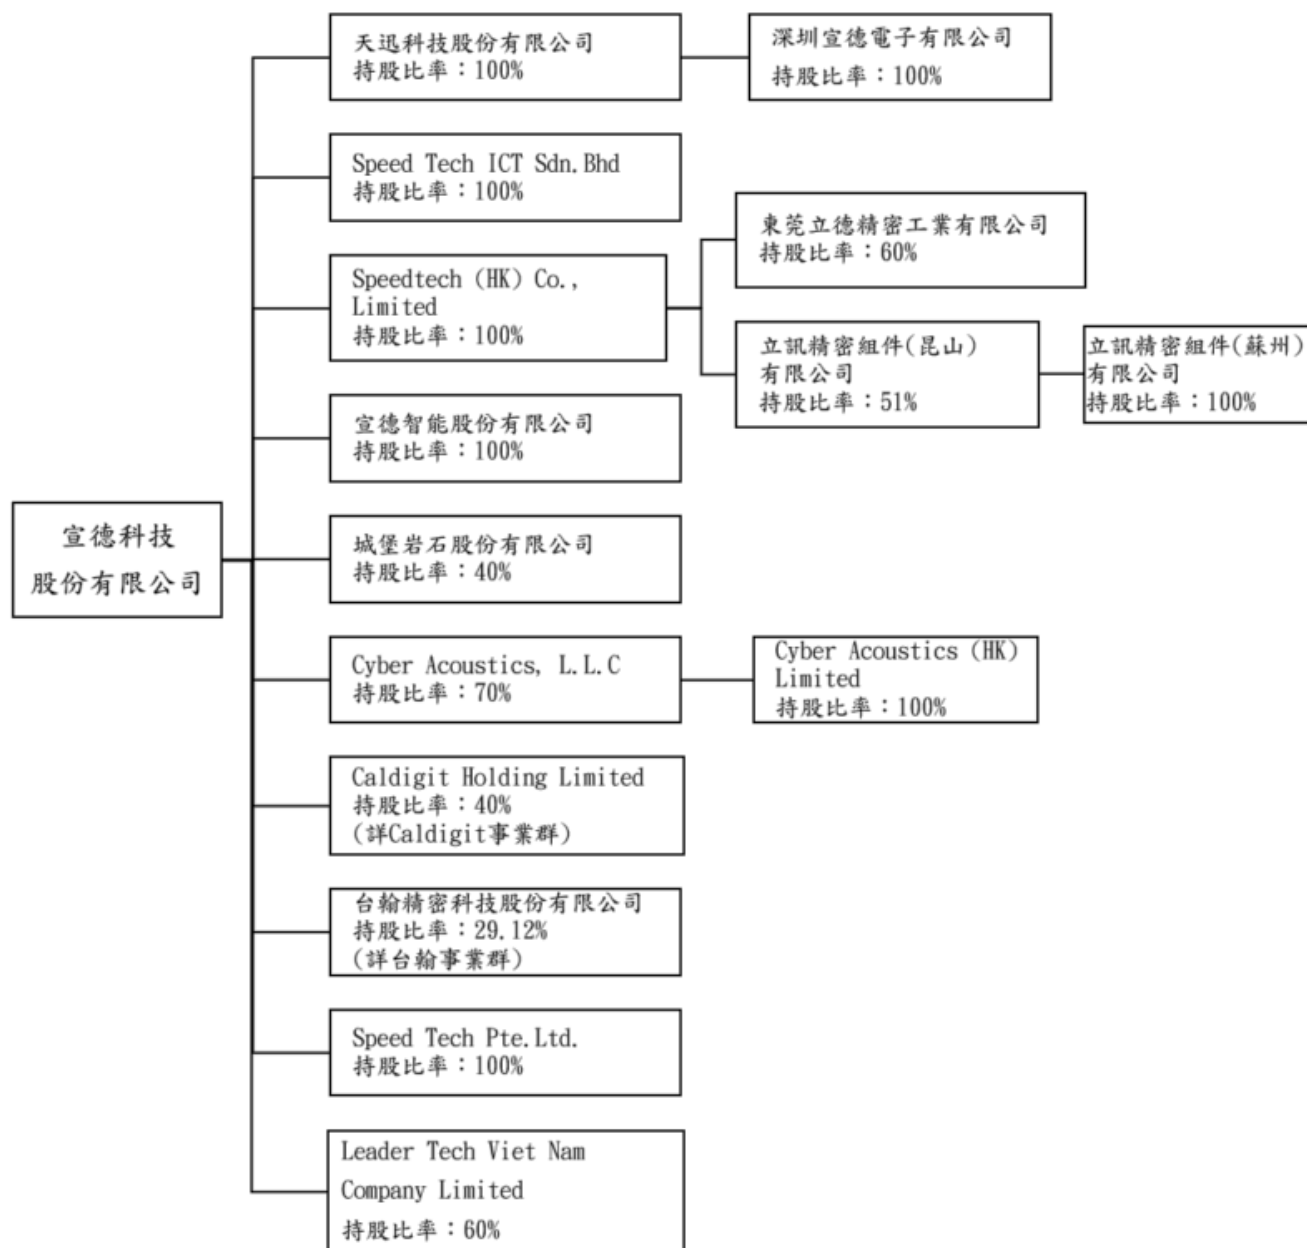 天迅科技股份有限公司
持股比率：100%
深圳宣德電子有限公司
持股比率：100%
Speed Tech ICT Sdn.Bhd
持股比率：100%
Speedtech (HK) Co.,
Limited
持股比率：100%
東莞立德精密工業有限公司
持股比率：60%
立訊精密組件(昆山)
有限公司
持股比率：51%
立訊精密組件(蘇州)
有限公司
持股比率：100%
宣德智能股份有限公司
持股比率：100%
宣德科技
股份有限公司
城堡岩石股份有限公司
持股比率：40%
Cyber Acoustics, L.L.C
持股比率：70%
Cyber Acoustics (HK)
Limited
持股比率：100%
Caldigit Holding Limited
持股比率：40%
(詳Caldigit事業群)
台翰精密科技股份有限公司
持股比率：29.12%
(詳台翰事業群)
Speed Tech Pte.Ltd.
持股比率：100%
Leader Tech Viet Nam
Company Limited
持股比率：60%